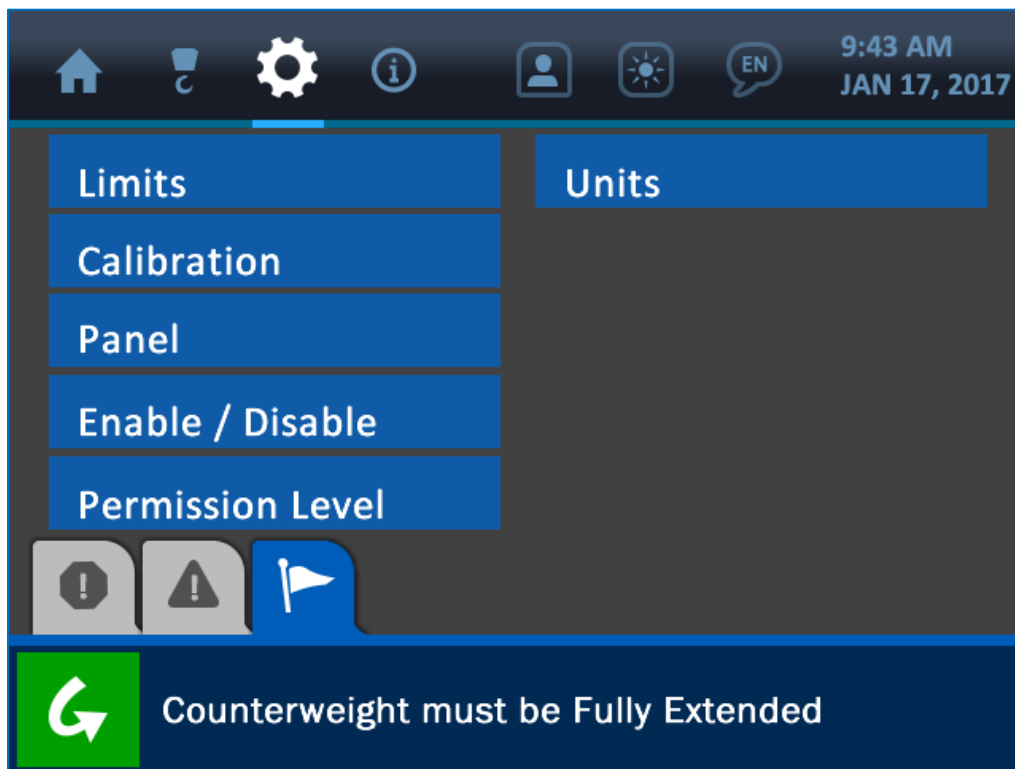 EN
9:43 AM
JAN 17, 2017
Limits
Units
Calibration
Panel
Enable / Disable
Permission Level
Counterweight must be Fully Extended